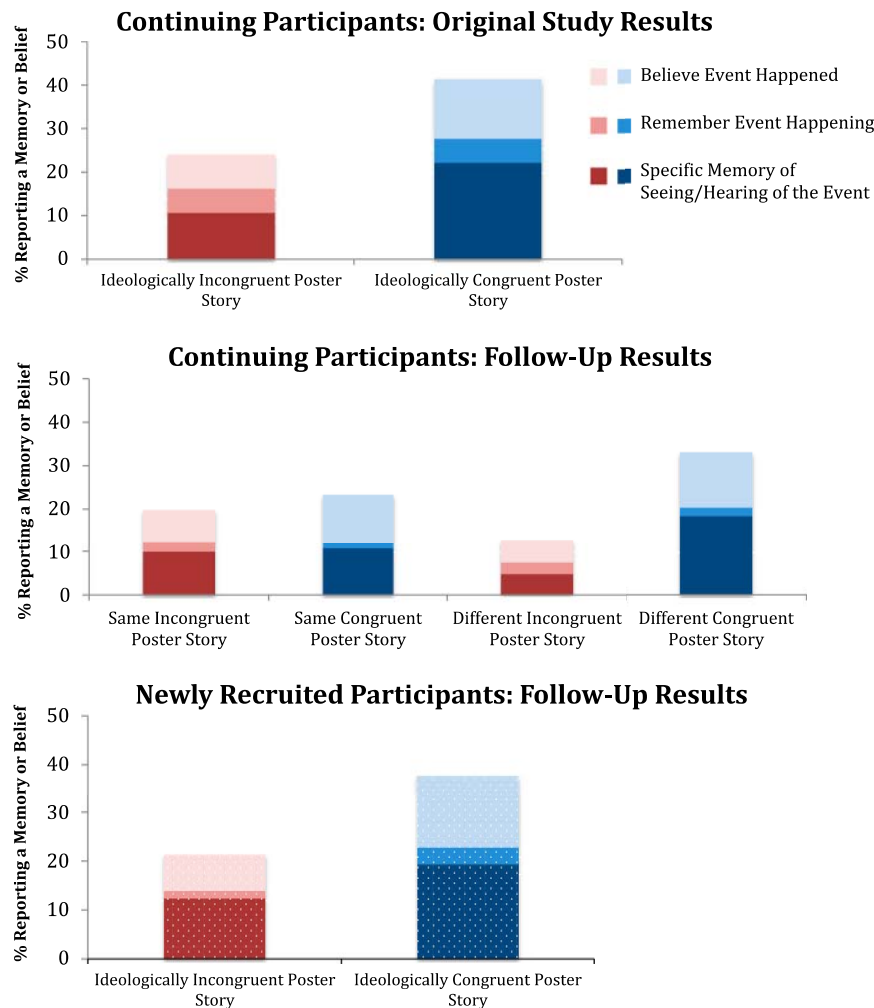 Continuing Participants: Original Study Results
% Reporting a Memory or Belief
50
40
30
20
10
0
Believe Event Happened
Remember Event Happening
Specific Memory of
Seeing/Hearing of the Event
Ideologically Incongruent Poster
Story
Ideologically Congruent Poster
Story
Continuing Participants: Follow-Up Results
% Reporting a Memory or Belief
50
40
30
20
10
0
Same Incongruent
Poster Story
Same Congruent
Poster Story
Different Incongruent
Poster Story
Different Congruent
Poster Story
Newly Recruited Participants: Follow-Up Results
% Reporting a Memory or Belief
50
40
30
20
10
0
Ideologically Incongruent Poster
Story
Ideologically Congruent Poster
Story